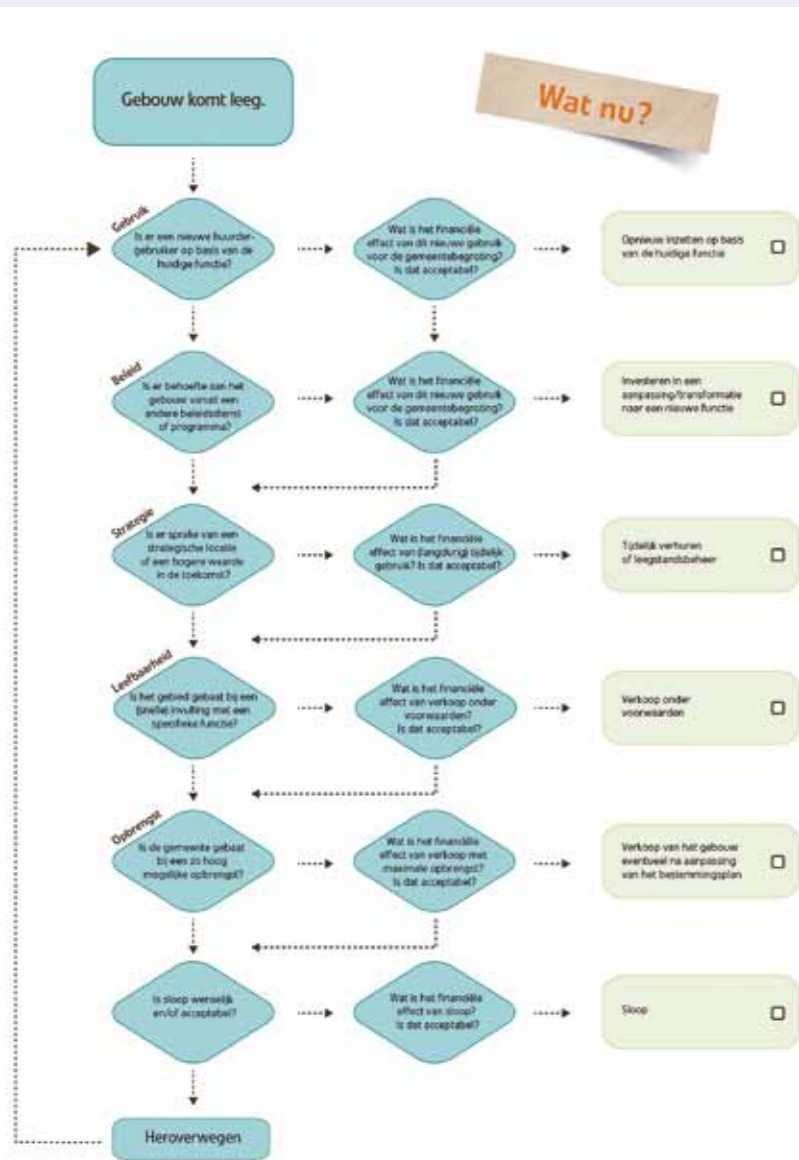 Gebouw komt leeg.
Wat nu?
Gebruik
Is er een nieuwe huurder-
gebruiker op basis van de
huidige functie?
Wat is het financiële
effect van dit nieuwe gebruik
voor de gemeentebegroting?
Is dat acceptabel?
Opnieuw inzetten op basis
van de huidige functie
Beleid
Is er behoefte aan het
gebouw vanuit een
andere beleidsdienst
of programma?
Wat is het financiële
effect van dit nieuwe gebruik
voor de gemeentebegroting?
Is dat acceptabel?
Investeren in een
aanpassing/transformatie
naar een nieuwe functie
Strategie
Is er sprake van een
strategische locatie
of een hogere waarde
in de toekomst?
Wat is het financiële
effect van (langdurig) tijdelijk
gebruik? Is dat acceptabel?
Tijdelijk verhuren
of leegstandsbeheer
Leefbaarheid
Is het gebied gebaat bij een
(snelle) invulling met een
specifieke functie?
Wat is het financiële
effect van verkoop onder
voorwaarden?
Is dat acceptabel?
Verkoop onder
voorwaarden
Opbrengst
Is de gemeente gebaat
bij een zo hoog
mogelijke opbrengst?
Wat is het financiële
effect van verkoop met
maximale opbrengst?
Is dat acceptabel?
Verkoop van het gebouw
eventueel na aanpassing
van het bestemmingsplan
Is sloop wenselijk
en/of acceptabel?
Wat is het financiële
effect van sloop?
Is dat acceptabel?
Sloop
Heroverwegen